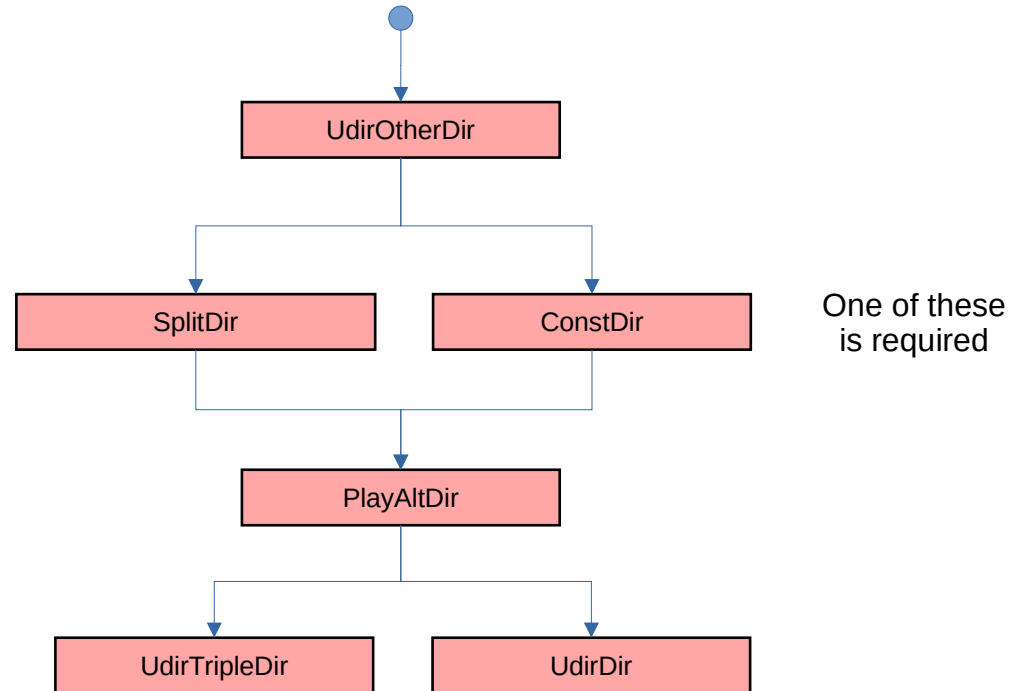 UdirOtherDir
SplitDir
ConstDir
One of these
is required
PlayAltDir
UdirTripleDir
UdirDir